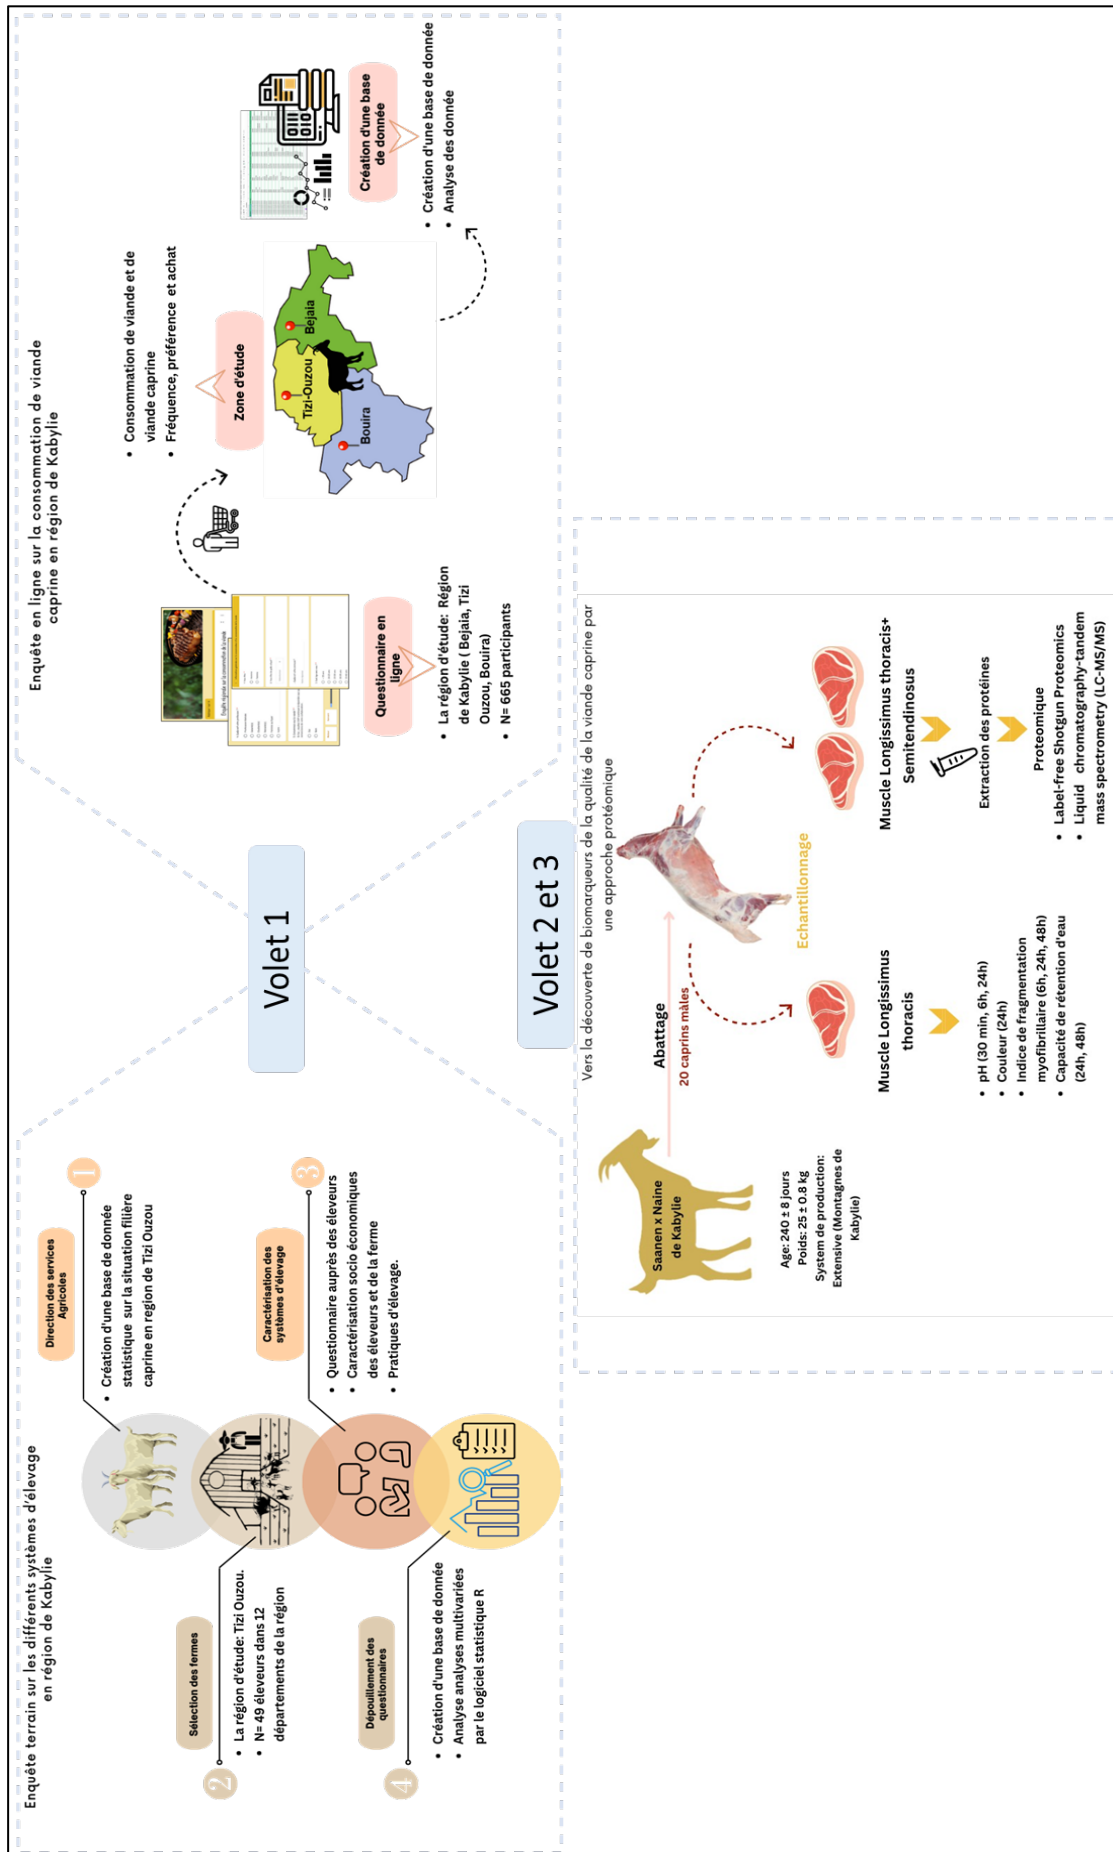 Enquête terrain sur les différents systèmes d'élevage
en région de Kabylie
1
Direction des services
Agricoles
• Création d'une base de donnée
statistique sur la situation filière
caprine en region de Tizi Ouzou
2
Sélection des fermes
• La région d'étude: Tizi Ouzou.
• N= 49 éleveurs dans 12
départements de la région
3
Caractérisation des
systèmes d'élevage
• Questionnaire auprès des éleveurs
• Caractérisation socio économiques
des éleveurs et de la ferme
• Pratiques d'élevage.
4
Dépouillement des
questionnaires
• Création d'une base de donnée
• Analyse analyses multivariées
par le logiciel statistique R
Volet 1
Enquête en ligne sur la consommation de viande
caprine en région de Kabylie
Questionnaire en
ligne
• La région d'étude: Région
de Kabylie ( Bejaia, Tizi
Ouzou, Bouira)
• N= 665 participants
• Consommation de viande et de
viande caprine
• Fréquence, préférence et achat
Zone d'étude
Bejaia
Tizi-Ouzou
Bouira
Création d'une base
de donnée
• Création d'une base de donnée
• Analyse des donnée
Volet 2 et 3
Vers la découverte de biomarqueurs de la qualité de la viande caprine par
une approche protéomique
Saanen x Naine
de Kabylie
Age: 240 ± 8 jours
Poids: 25 ± 0.8 kg
System de production:
Extensive (Montagnes de
Kabylie)
Abattage
20 caprins mâles
Echantillonnage
Muscle Longissimus
thoracis
• pH (30 min, 6h, 24h)
• Couleur (24h)
• Indice de fragmentation
myofibrillaire (6h, 24h, 48h)
• Capacité de rétention d'eau
(24h, 48h)
Muscle Longissimus thoracis+
Semitendinosus
Extraction des protéines
Proteomique
• Label-free Shotgun Proteomics
• Liquid chromatography-tandem
mass spectrometry (LC-MS/MS)